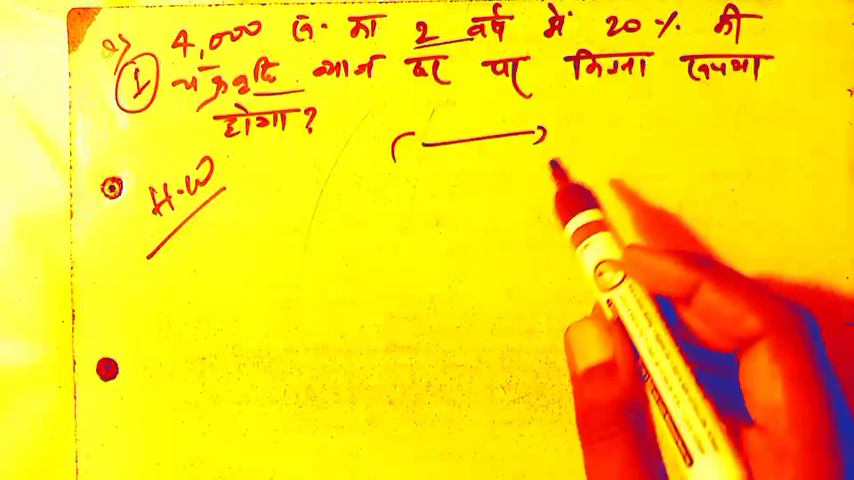 Q> 4,000 रु. का 2 वर्ष में 20% की
① चक्रवृद्धि ब्याज दर पर कितना रुपया
होगा?
H.W